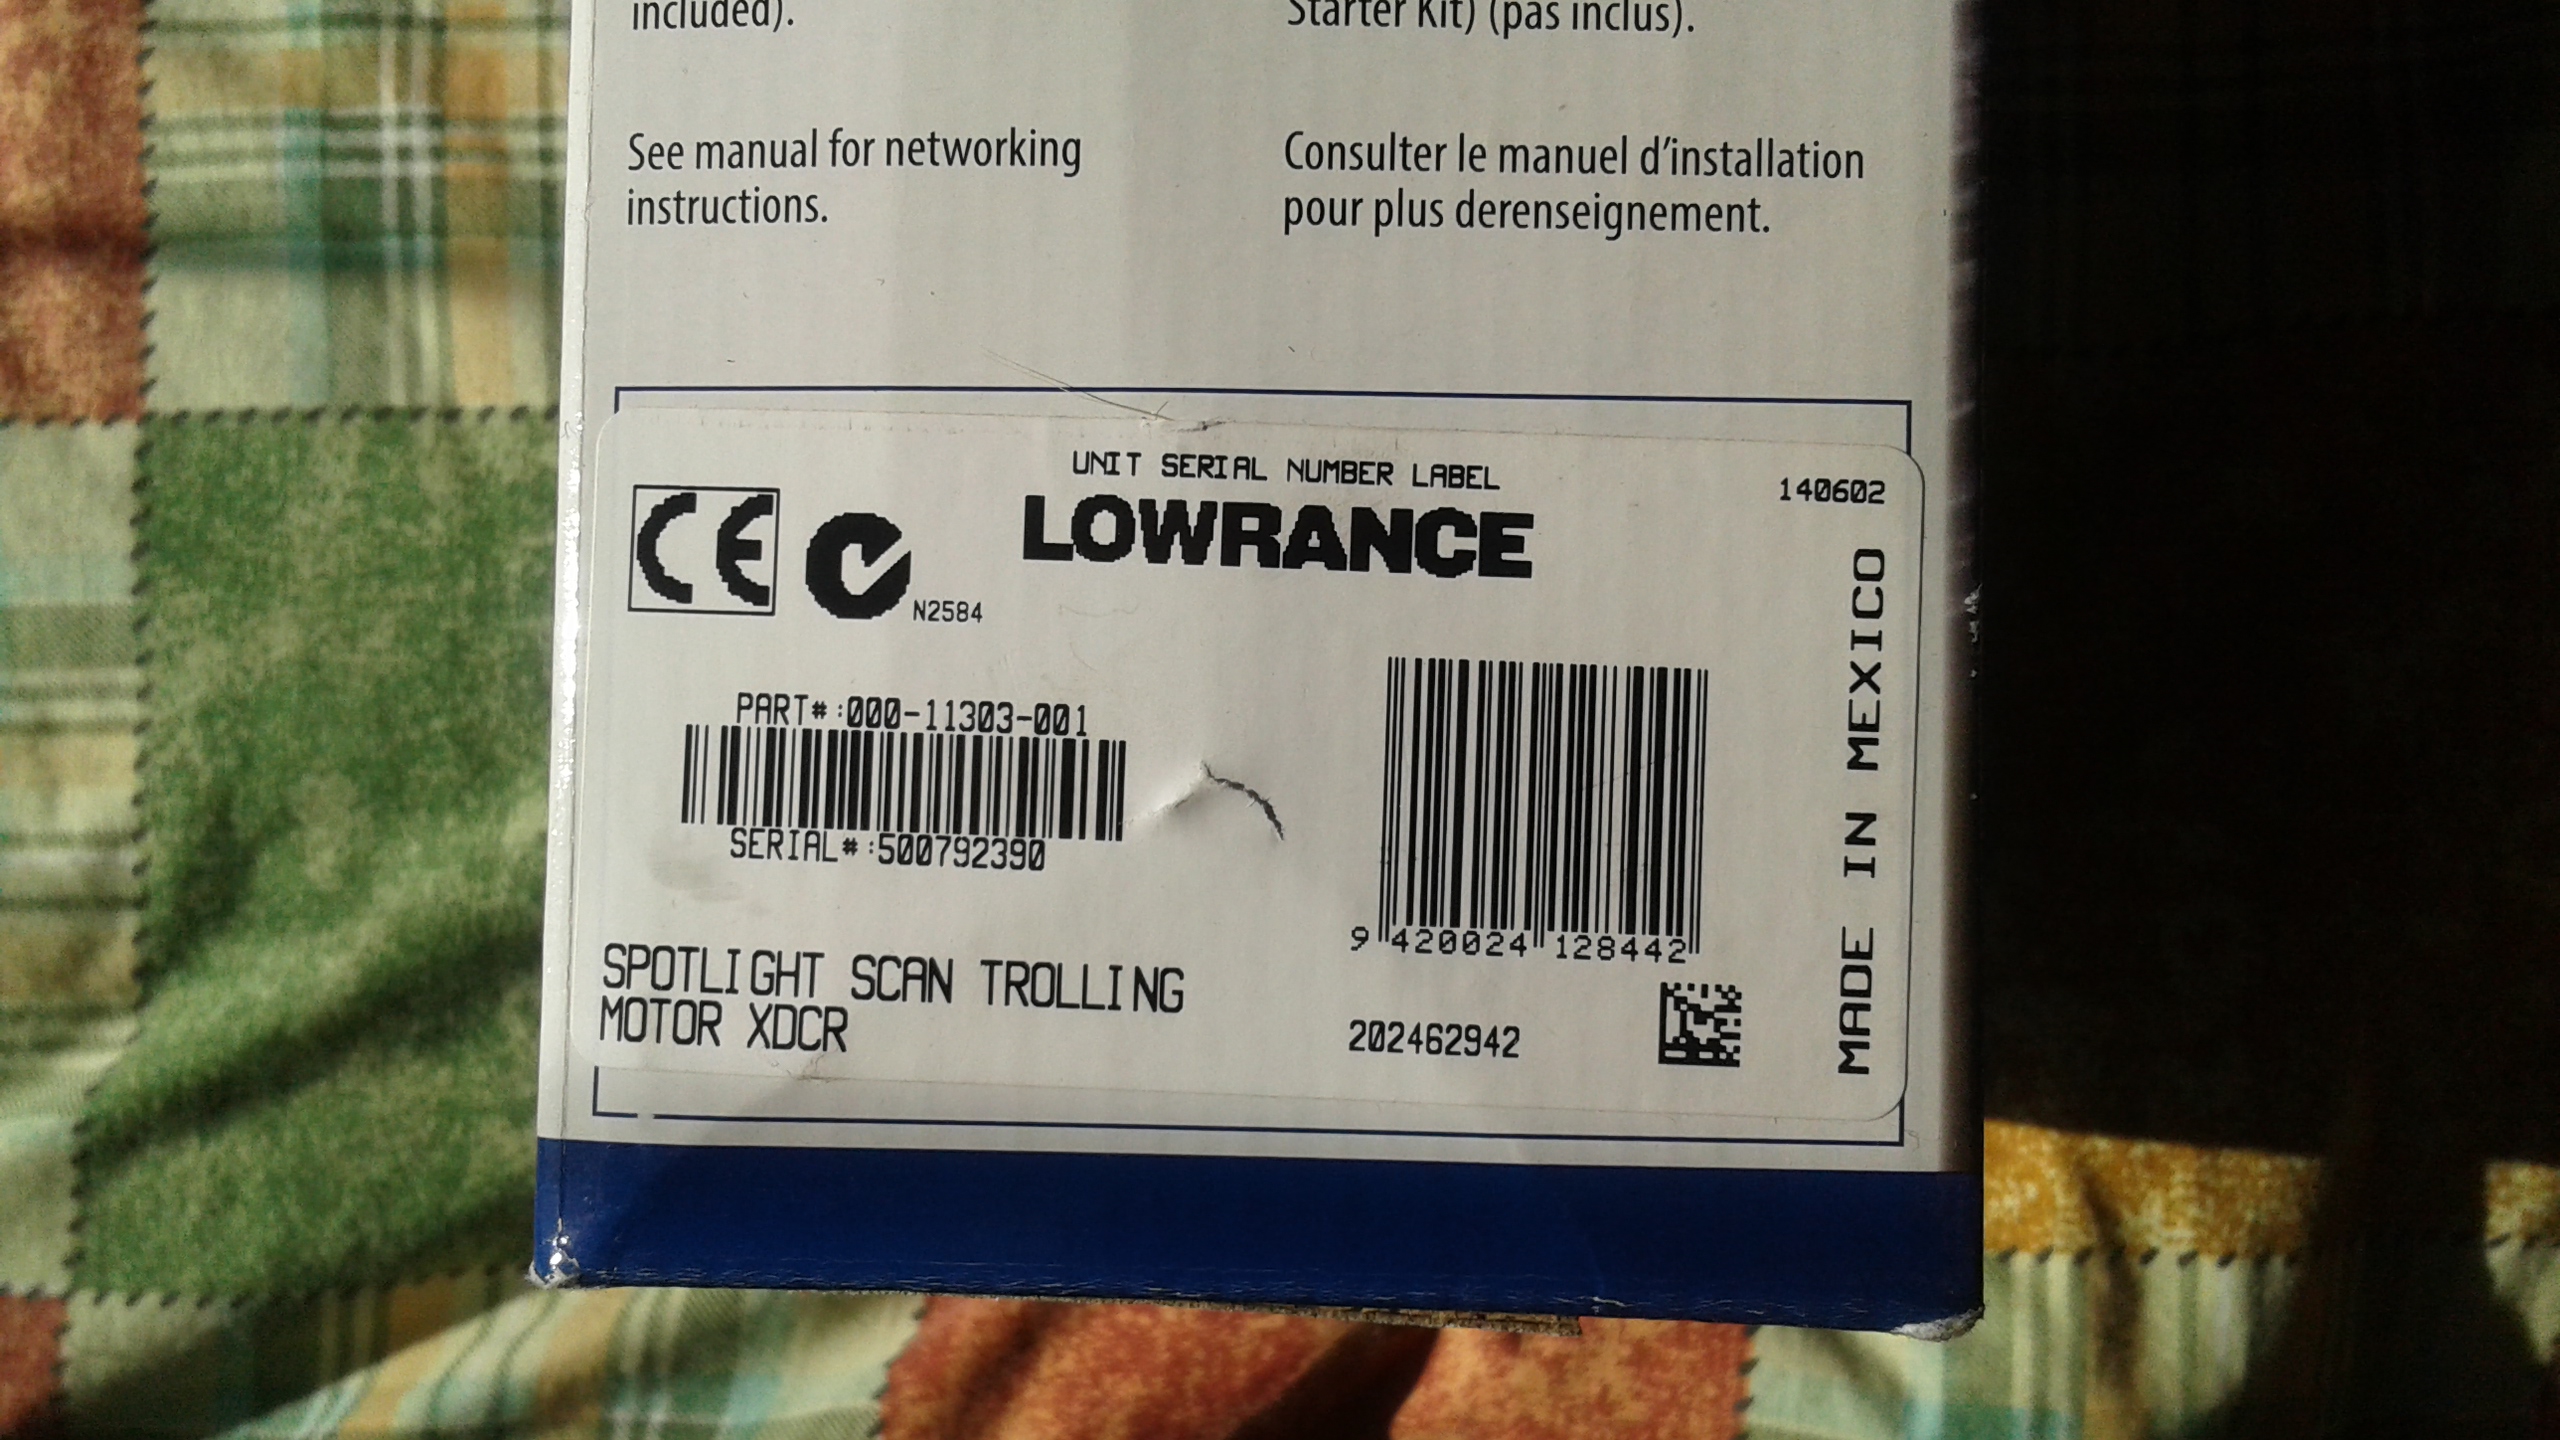 included).
See manual for networking
instructions.
Starter Kit) (pas inclus).
Consulter le manuel d'installation
pour plus derenseignement.
UNIT SERIAL NUMBER LABEL
140602
CE
N2584
LOWRANCE
PART#:000-11303-001
SERIAL#:500792390
9 420024 128442
SPOTLIGHT SCAN TROLLING
MOTOR XDCR
202462942
MADE IN MEXICO